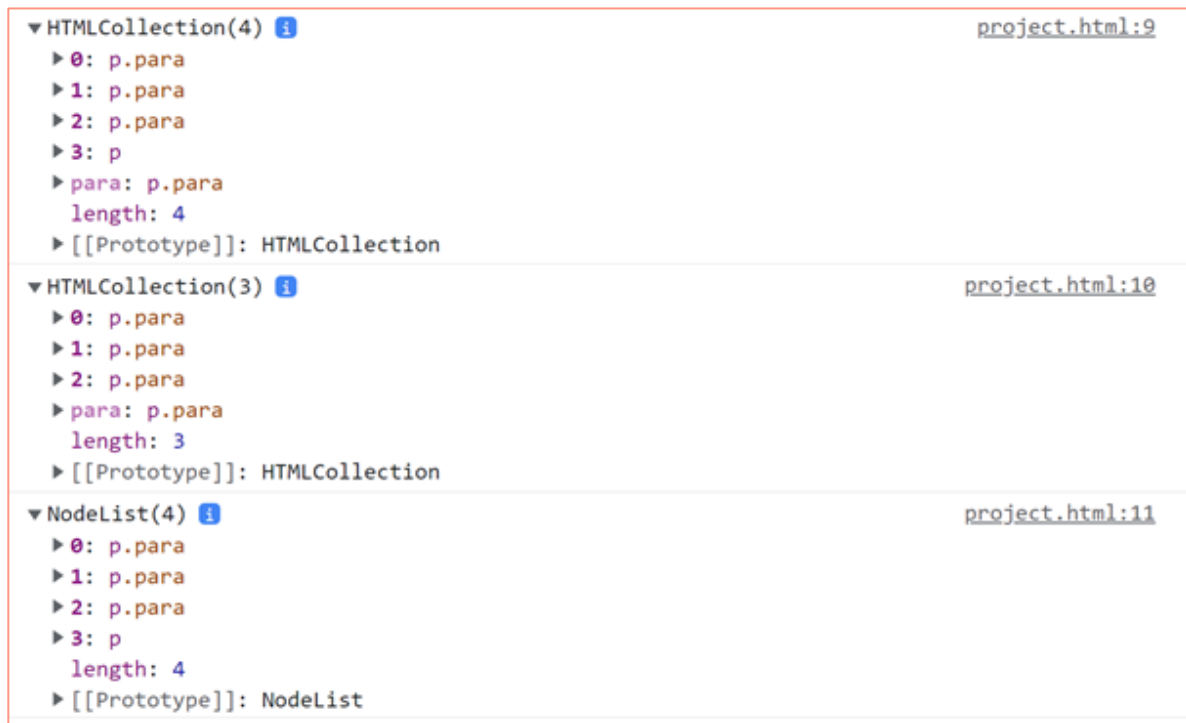 ▼HTMLCollection(4) i project.html:9
▶0: p.para
▶1: p.para
▶2: p.para
▶3: p
▶para: p.para
length: 4
▶[[Prototype]]: HTMLCollection
▼HTMLCollection(3) i project.html:10
▶0: p.para
▶1: p.para
▶2: p.para
▶para: p.para
length: 3
▶[[Prototype]]: HTMLCollection
▼NodeList(4) i project.html:11
▶0: p.para
▶1: p.para
▶2: p.para
▶3: p
length: 4
▶[[Prototype]]: NodeList